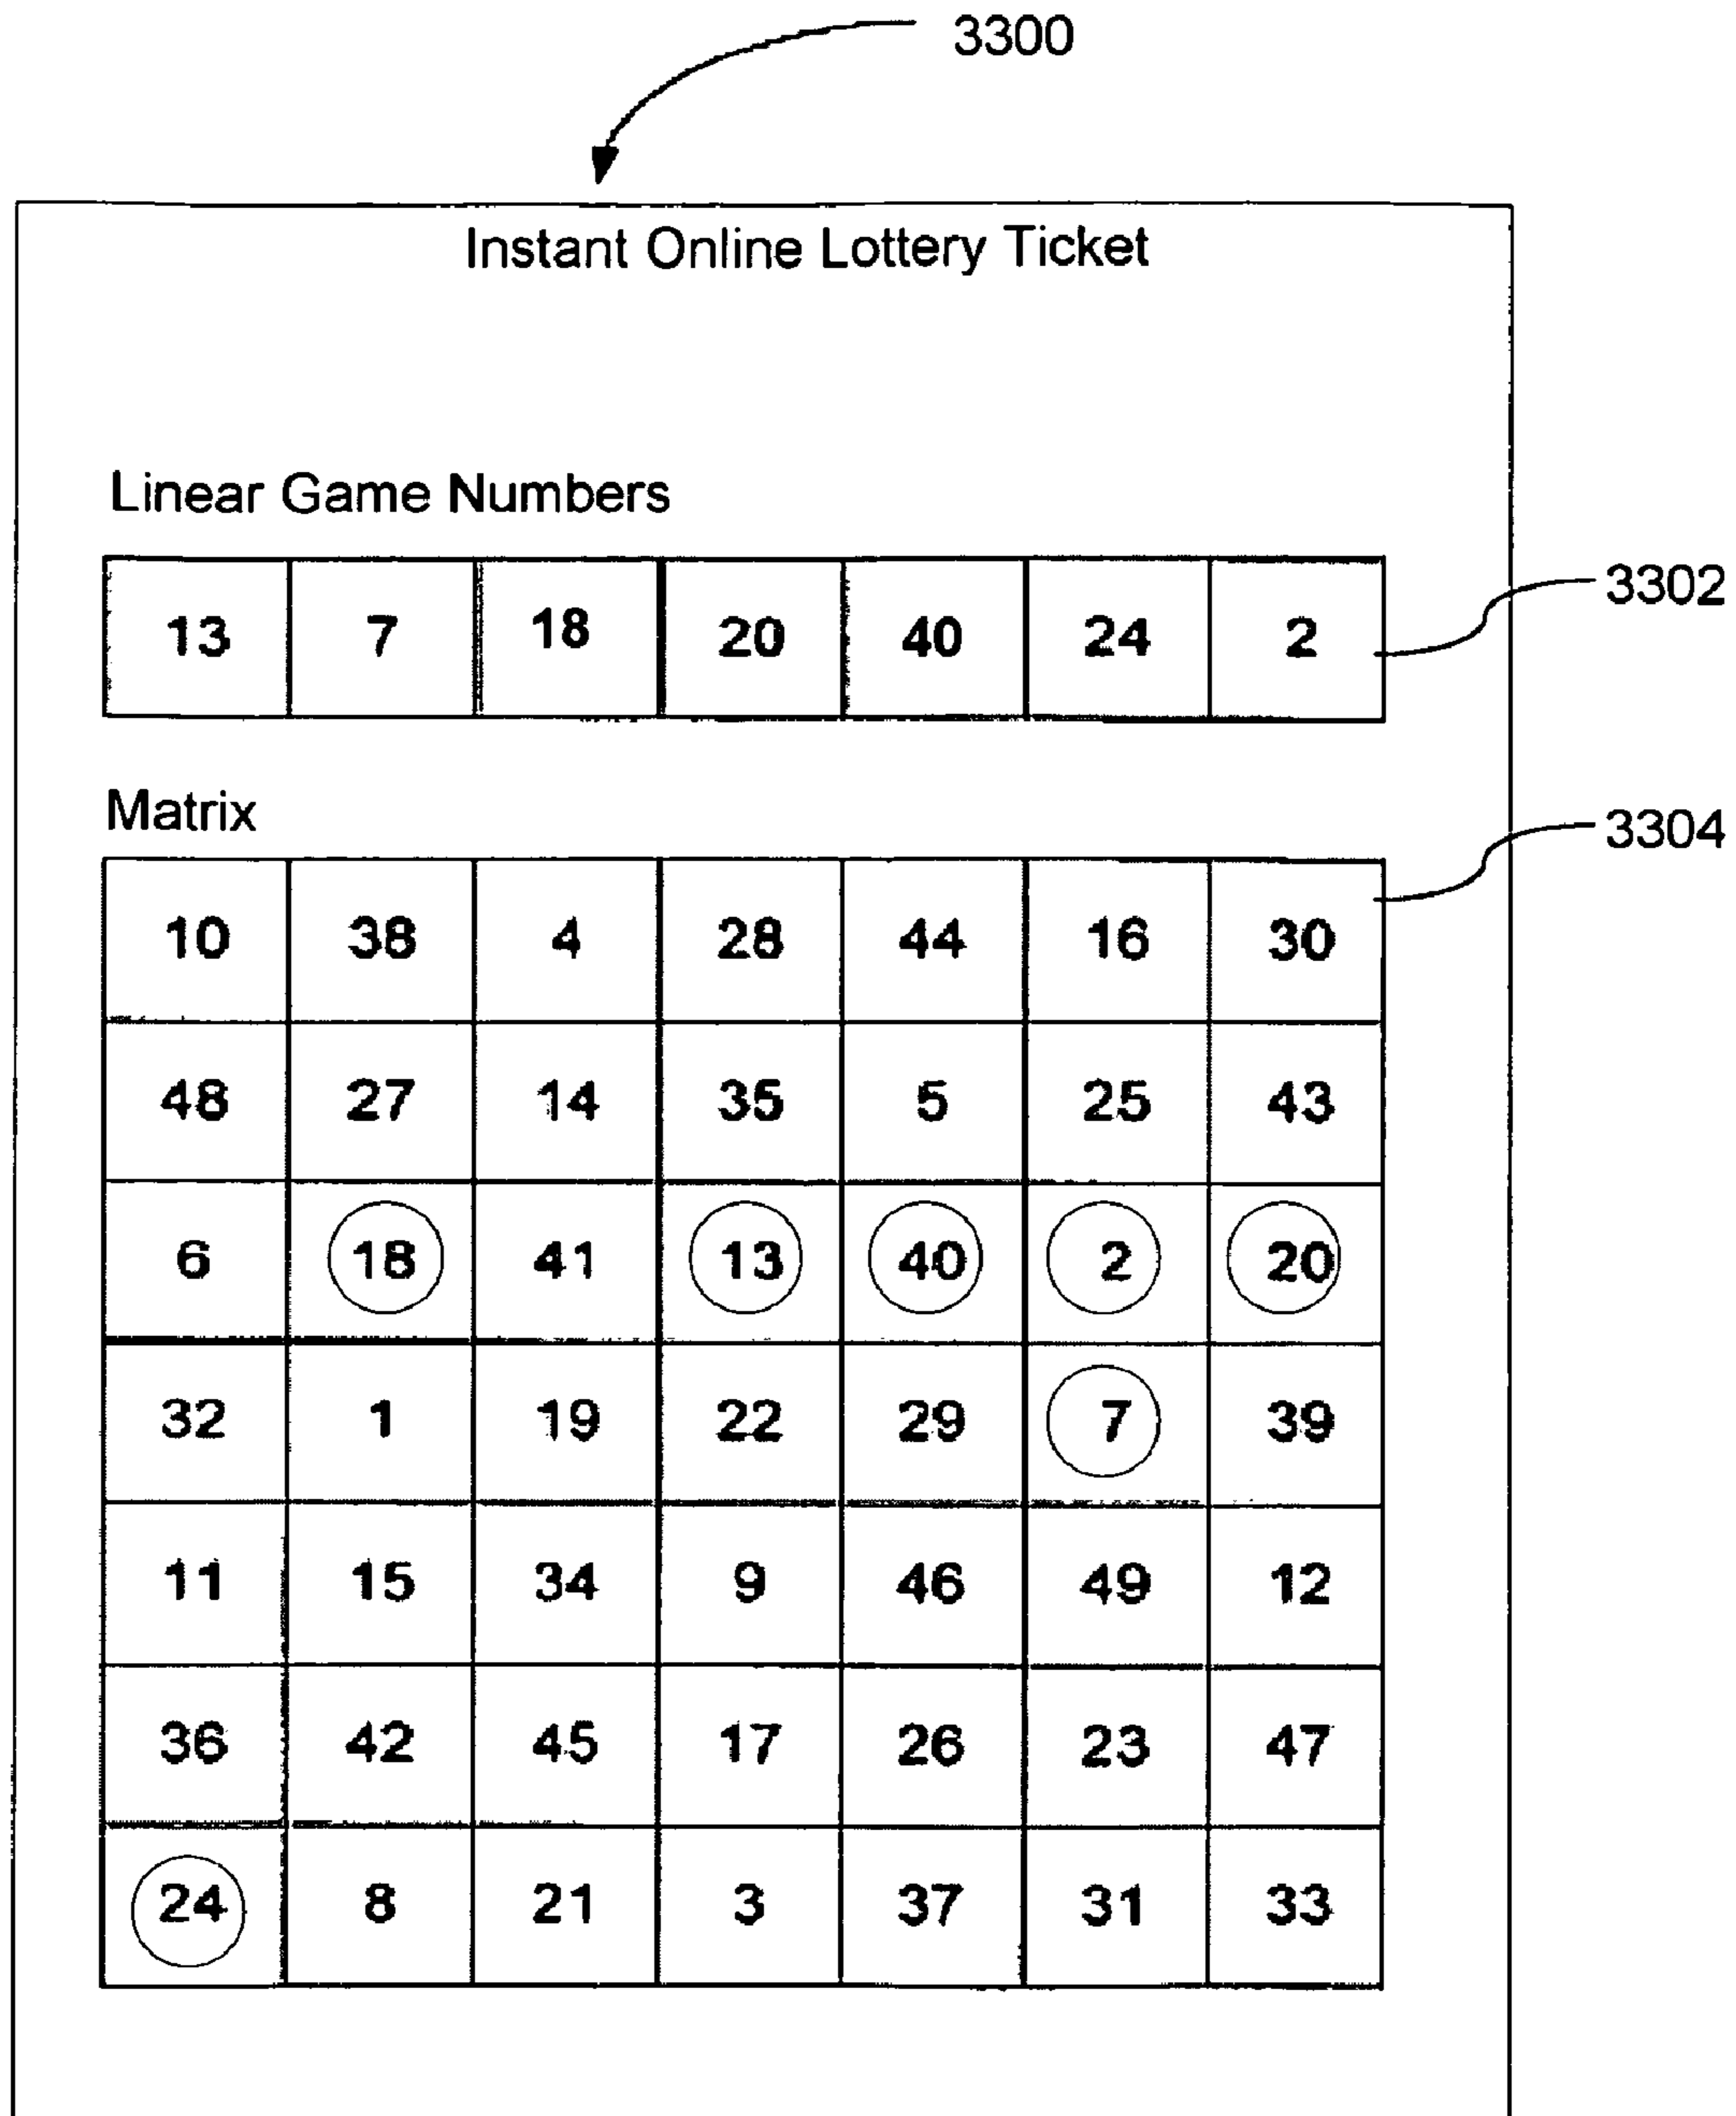 3300
Instant Online Lottery Ticket
Linear Game Numbers
13 7 18 20 40 24 2
3302
Matrix
3304
10 38 4 28 44 16 30
48 27 14 35 5 25 43
6 18 41 13 40 2 20
32 1 19 22 29 7 39
11 15 34 9 46 49 12
36 42 45 17 26 23 47
24 8 21 3 37 31 33